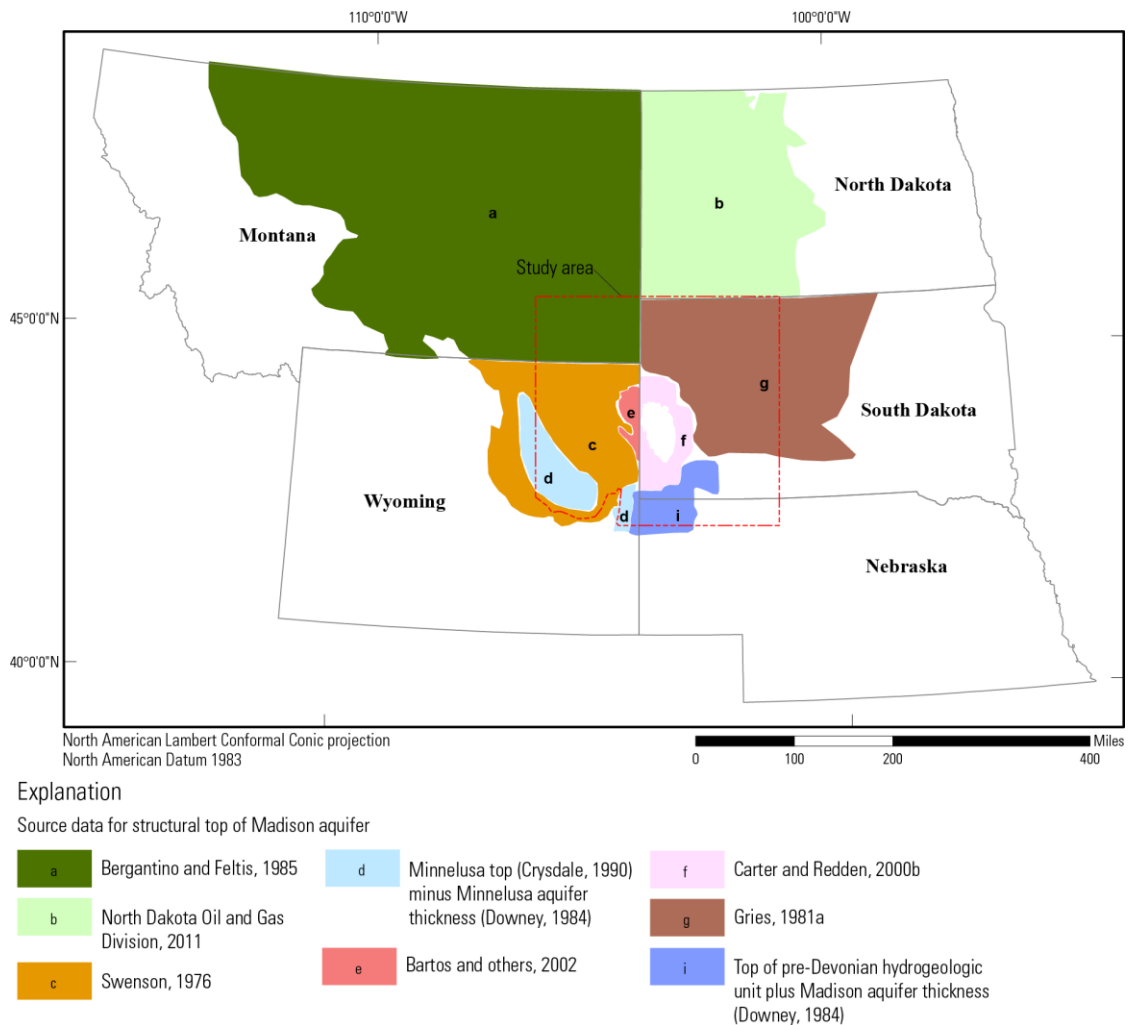 110°0'0"W
100°0'0"W
North Dakota
a
b
Montana
Study area
45°0'0"N
g
South Dakota
e
c
f
d
Wyoming
d
i
Nebraska
40°0'0"N
North American Lambert Conformal Conic projection
North American Datum 1983
Miles
0 100 200 400
Explanation
Source data for structural top of Madison aquifer
a Bergantino and Feltis, 1985
b North Dakota Oil and Gas
Division, 2011
c Swenson, 1976
d Minnelusa top (Crysdale, 1990)
minus Minnelusa aquifer
thickness (Downey, 1984)
e Bartos and others, 2002
f Carter and Redden, 2000b
g Gries, 1981a
i Top of pre-Devonian hydrogeologic
unit plus Madison aquifer thickness
(Downey, 1984)